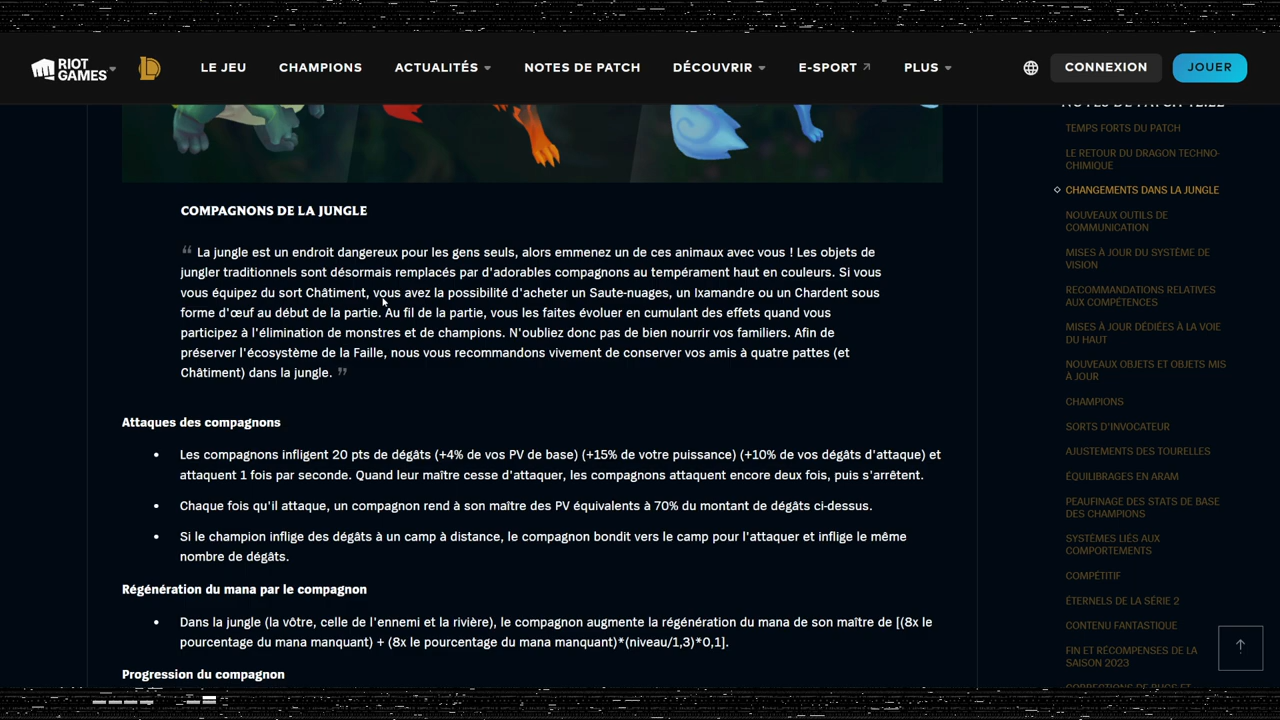 RIOT GAMES
LE JEU
CHAMPIONS
ACTUALITÉS
NOTES DE PATCH
DÉCOUVRIR
E-SPORT
PLUS
CONNEXION
JOUER
TEMPS FORTS DU PATCH
LE RETOUR DU DRAGON TECHNO-
CHIMIQUE
CHANGEMENTS DANS LA JUNGLE
NOUVEAUX OUTILS DE
COMMUNICATION
MISES À JOUR DU SYSTÈME DE
VISION
RECOMMANDATIONS RELATIVES
AUX COMPÉTENCES
MISES À JOUR DÉDIÉES À LA VOIE
DU HAUT
NOUVEAUX OBJETS ET OBJETS MIS
À JOUR
CHAMPIONS
SORTS D'INVOCATEUR
AJUSTEMENTS DES TOURELLES
ÉQUILIBRAGES EN ARAM
PEAUFINAGE DES STATS DE BASE
DES CHAMPIONS
SYSTÈMES LIÉS AUX
COMPORTEMENTS
COMPÉTITIF
ÉTERNELS DE LA SÉRIE 2
CONTENU FANTASTIQUE
FIN ET RÉCOMPENSES DE LA
SAISON 2023
COMPAGNONS DE LA JUNGLE
“ La jungle est un endroit dangereux pour les gens seuls, alors emmenez un de ces animaux avec vous ! Les objets de
jungler traditionnels sont désormais remplacés par d'adorables compagnons au tempérament haut en couleurs. Si vous
vous équipez du sort Châtiment, vous avez la possibilité d'acheter un Saute-nuages, un Ixamandre ou un Chardent sous
forme d'œuf au début de la partie. Au fil de la partie, vous les faites évoluer en cumulant des effets quand vous
participez à l'élimination de monstres et de champions. N'oubliez donc pas de bien nourrir vos familiers. Afin de
préserver l'écosystème de la Faille, nous vous recommandons vivement de conserver vos amis à quatre pattes (et
Châtiment) dans la jungle. ”
Attaques des compagnons
• Les compagnons infligent 20 pts de dégâts (+4% de vos PV de base) (+15% de votre puissance) (+10% de vos dégâts d'attaque) et
attaquent 1 fois par seconde. Quand leur maître cesse d'attaquer, les compagnons attaquent encore deux fois, puis s'arrêtent.
• Chaque fois qu'il attaque, un compagnon rend à son maître des PV équivalents à 70% du montant de dégâts ci-dessus.
• Si le champion inflige des dégâts à un camp à distance, le compagnon bondit vers le camp pour l'attaquer et inflige le même
nombre de dégâts.
Régénération du mana par le compagnon
• Dans la jungle (la vôtre, celle de l'ennemi et la rivière), le compagnon augmente la régénération du mana de son maître de [(8x le
pourcentage du mana manquant) + (8x le pourcentage du mana manquant)*(niveau/1,3)*0,1].
Progression du compagnon